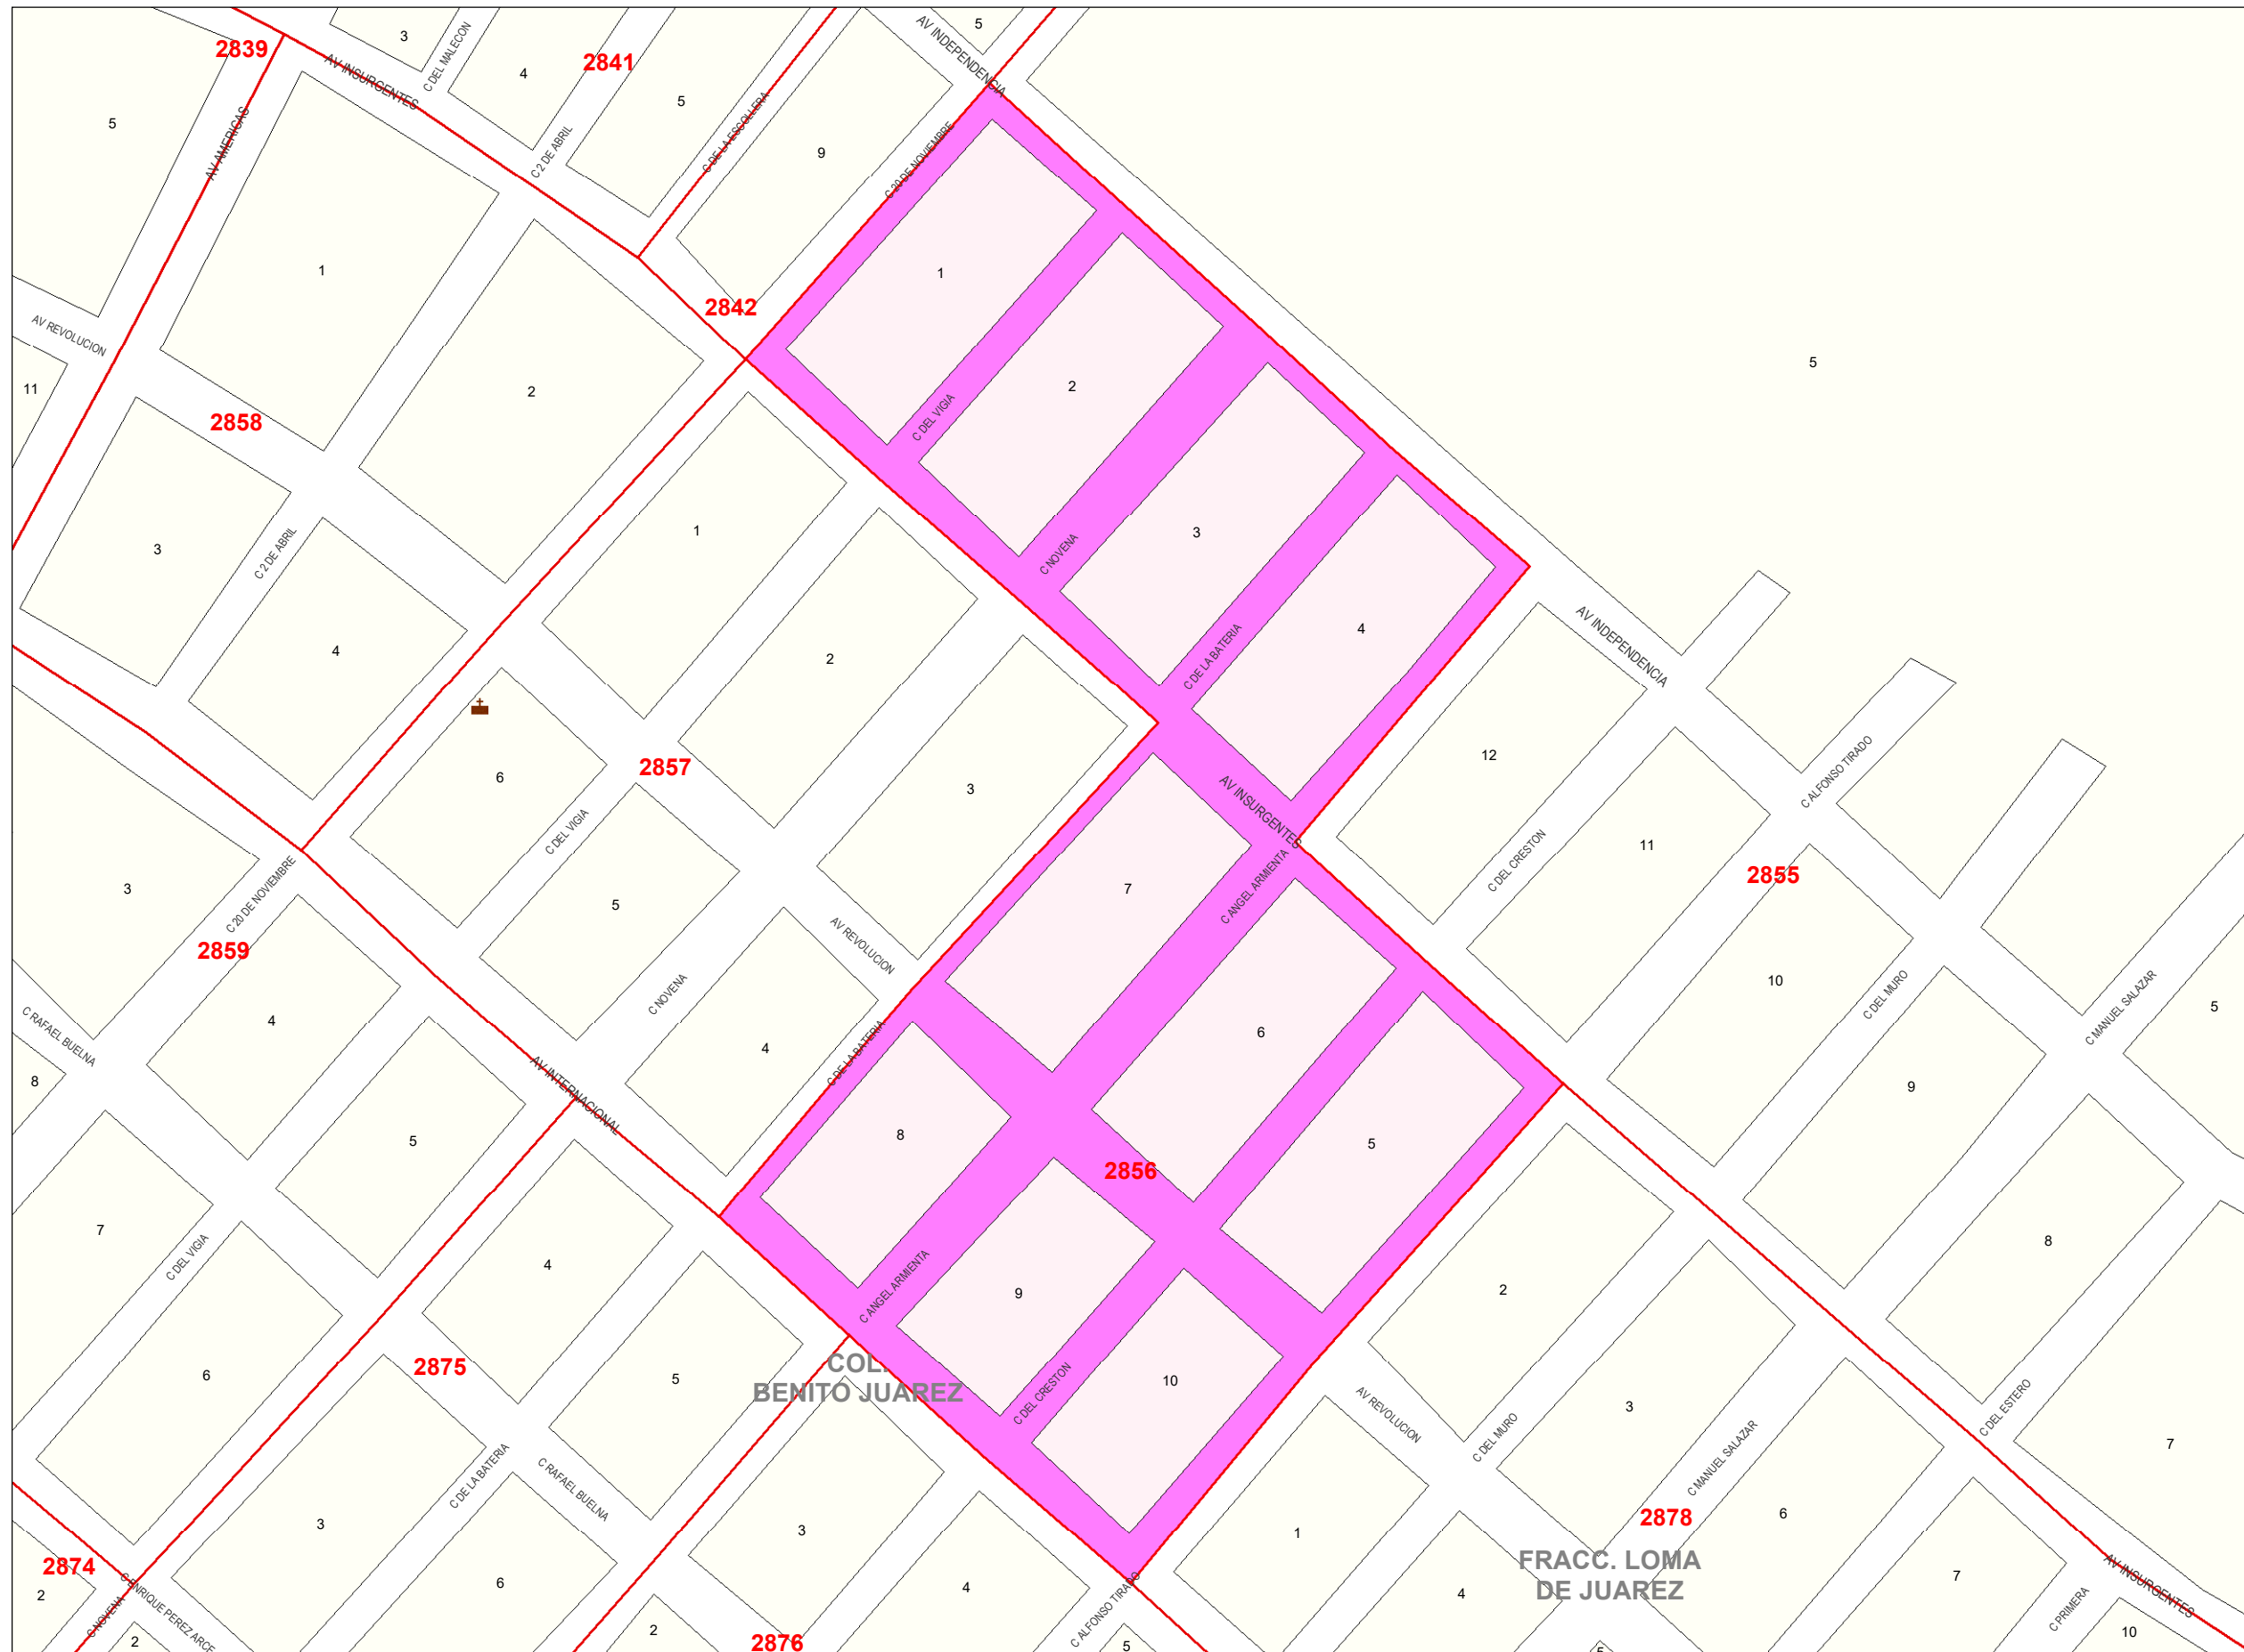 5
3
2839
AV INSURGENTES
C DEL MALECON
4
2841
5
AV INDEPENDENCIA
5
AV AMERICAS
C 2 DE ABRIL
C DE LA ESCOLLERA
9
C 20 DE NOVIEMBRE
1
1
2842
AV REVOLUCION
11
2
2858
2
C DEL VIGIA
5
3
C 2 DE ABRIL
1
C NOVENA
3
4
2
C DE LA BATERIA
4
AV INDEPENDENCIA
6
2857
3
AV INSURGENTES
12
C ALFONSO TIRADO
C DEL VIGIA
3
C 20 DE NOVIEMBRE
5
7
C ANGEL ARMIENTA
C DEL CRESTON
11
2855
2859
AV REVOLUCION
C NOVENA
4
C RAFAEL BUELNA
8
4
C DE LA BATERIA
6
10
C DEL MURO
C MANUEL SALAZAR
5
AV INTERNACIONAL
5
8
2856
5
9
7
C DEL VIGIA
4
C ANGEL ARMIENTA
9
2
8
6
2875
5
COL.
BENITO JUAREZ
C DEL CRESTON
10
AV REVOLUCION
C DEL MURO
3
C MANUEL SALAZAR
C DEL ESTERO
7
3
C DE LA BATERIA
C RAFAEL BUELNA
3
1
2878
6
2874
2
C NOVENA
C ENRIQUE PEREZ ARCE
2
6
2
2876
4
C ALFONSO TIRADO
5
4
FRACC. LOMA
DE JUAREZ
5
7
C PRIMERA
AV INSURGENTES
10